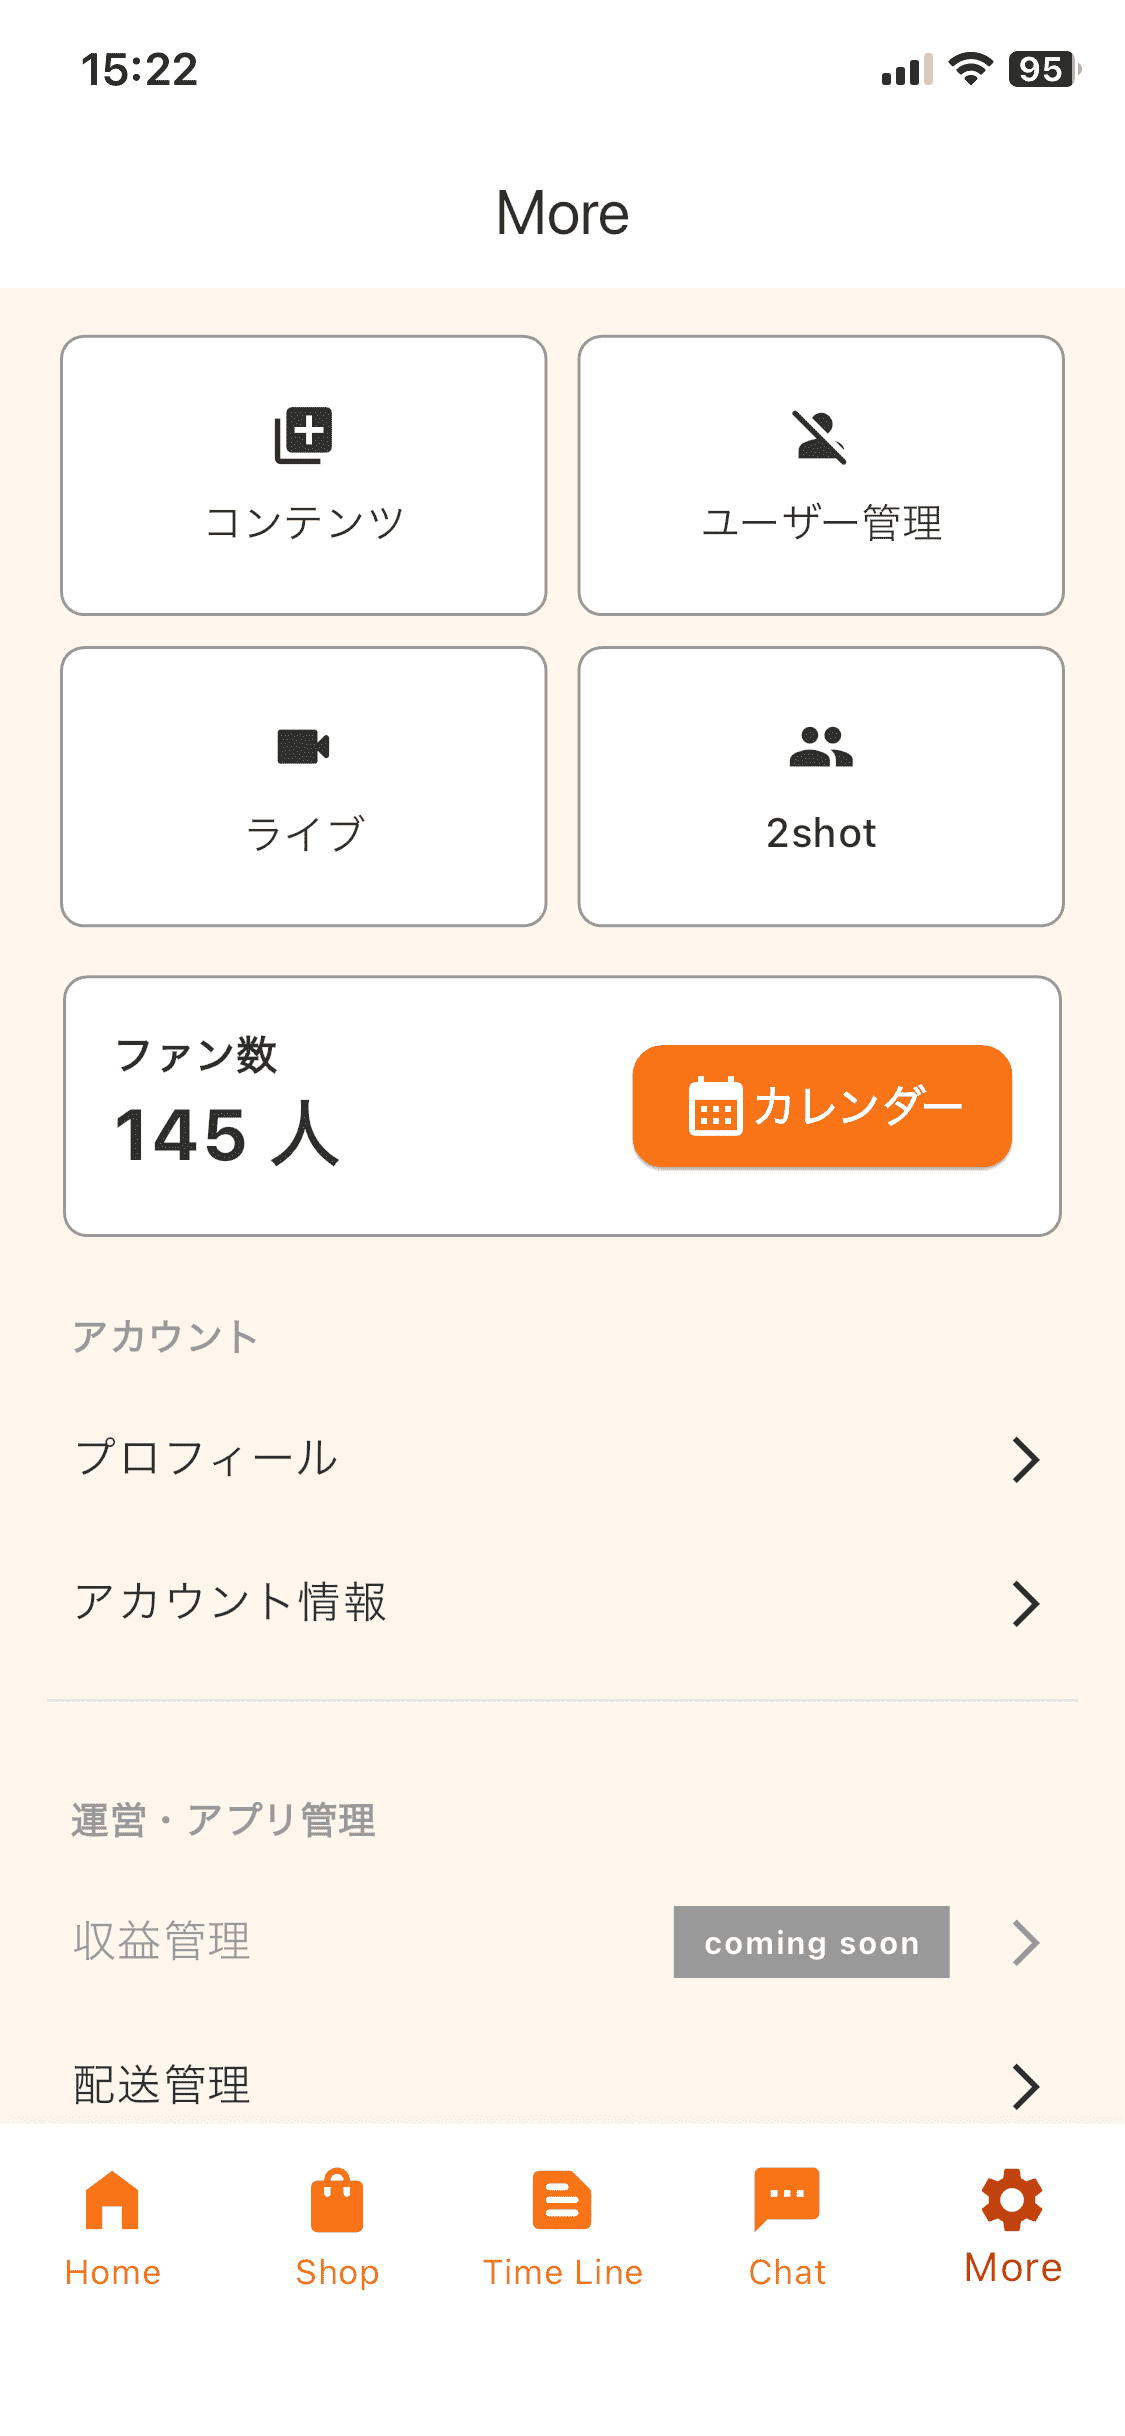 15:22
95
More
コンテンツ
ユーザー管理
ライブ
2shot
ファン数
145 人
カレンダー
アカウント
プロフィール
アカウント情報
運営・アプリ管理
収益管理
coming soon
配送管理
Home
Shop
Time Line
Chat
More